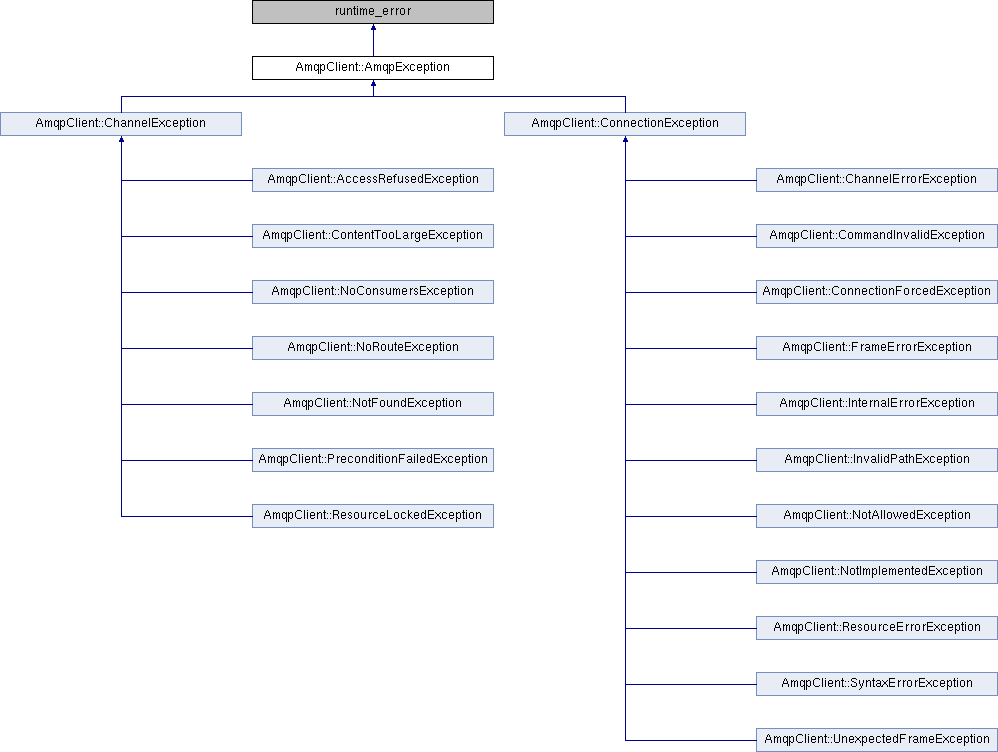 runtime_error
AmqpClient::AmqpException
AmqpClient::ChannelException
AmqpClient::ConnectionException
AmqpClient::AccessRefusedException
AmqpClient::ChannelErrorException
AmqpClient::ContentTooLargeException
AmqpClient::CommandInvalidException
AmqpClient::NoConsumersException
AmqpClient::ConnectionForcedException
AmqpClient::NoRouteException
AmqpClient::FrameErrorException
AmqpClient::NotFoundException
AmqpClient::InternalErrorException
AmqpClient::PreconditionFailedException
AmqpClient::InvalidPathException
AmqpClient::ResourceLockedException
AmqpClient::NotAllowedException
AmqpClient::NotImplementedException
AmqpClient::ResourceErrorException
AmqpClient::SyntaxErrorException
AmqpClient::UnexpectedFrameException